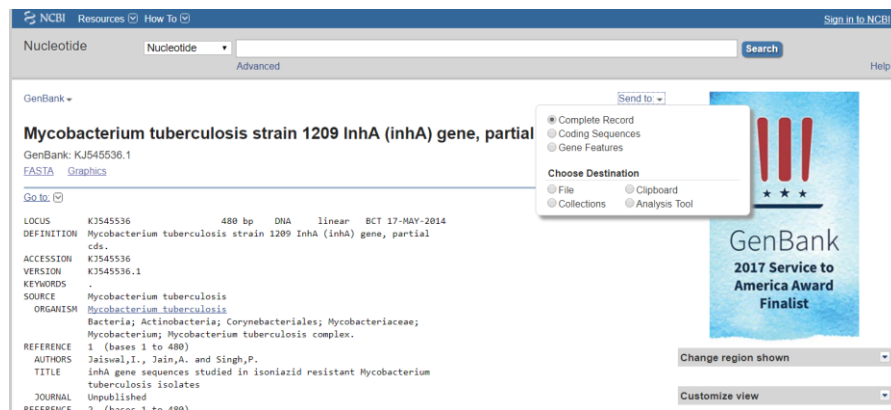 NCBI Resources How To Sign in to NCBI
Nucleotide Nucleotide Search
Advanced Help
GenBank Send to:
Complete Record
Mycobacterium tuberculosis strain 1209 InhA (inhA) gene, partial
Coding Sequences
Gene Features
GenBank: KJ545536.1
FASTA Graphics
Choose Destination
File Clipboard
Collections Analysis Tool
Go to:
LOCUS KJ545536 480 bp DNA linear BCT 17-MAY-2014
DEFINITION Mycobacterium tuberculosis strain 1209 InhA (inhA) gene, partial
cds.
ACCESSION KJ545536
VERSION KJ545536.1
KEYWORDS .
SOURCE Mycobacterium tuberculosis
ORGANISM Mycobacterium tuberculosis
Bacteria; Actinobacteria; Corynebacteriales; Mycobacteriaceae;
Mycobacterium; Mycobacterium tuberculosis complex.
REFERENCE 1 (bases 1 to 480)
AUTHORS Jaiswal,I., Jain,A. and Singh,P.
TITLE inhA gene sequences studied in isoniazid resistant Mycobacterium
tuberculosis isolates
JOURNAL Unpublished
REFERENCE 2 (bases 1 to 480)
GenBank
2017 Service to
America Award
Finalist
Change region shown
Customize view